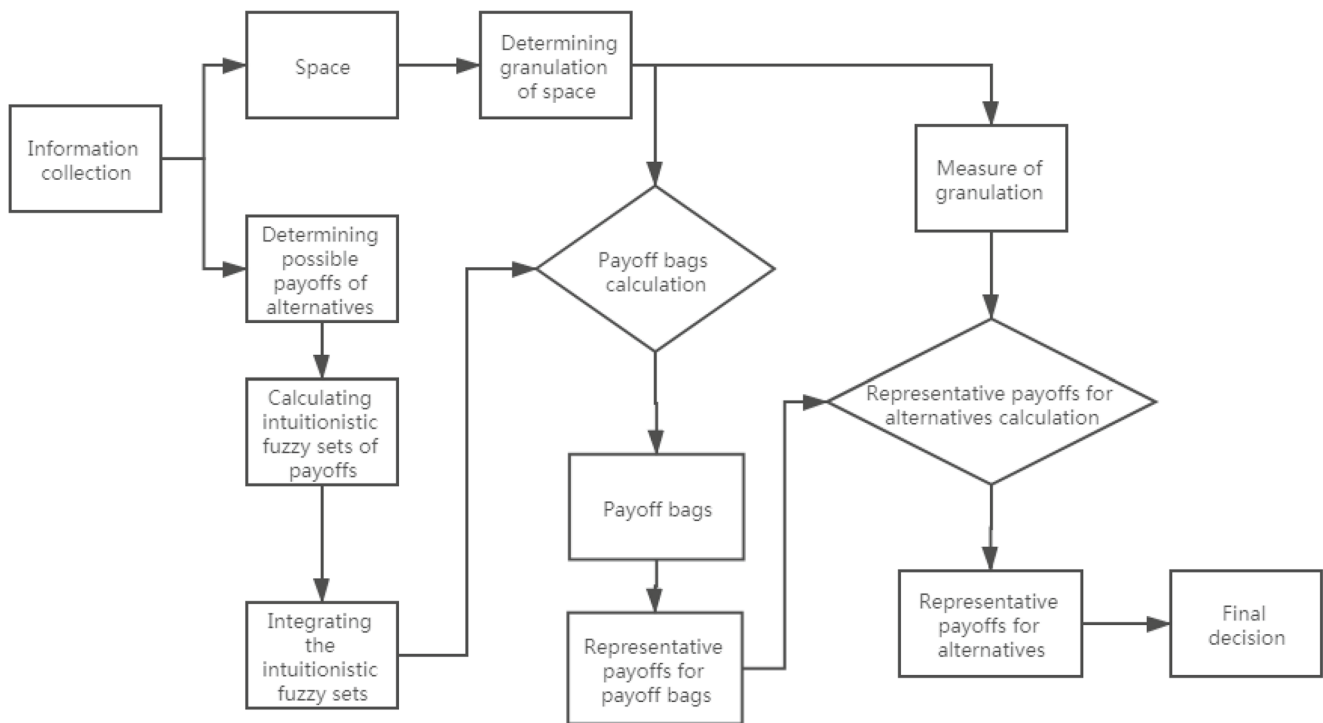 Information
collection
Space
Determining
granulation
of space
Determining
possible
payoffs of
alternatives
Calculating
intuitionistic
fuzzy sets of
payoffs
Integrating
the
intuitionistic
fuzzy sets
Payoff bags
calculation
Payoff bags
Representative
payoffs for
payoff bags
Measure of
granulation
Representative payoffs for
alternatives calculation
Representative
payoffs for
alternatives
Final
decision